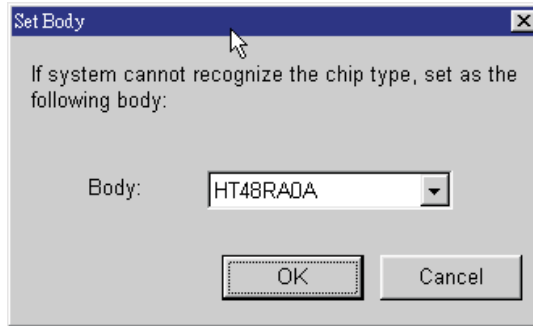 Set Body
If system cannot recognize the chip type, set as the
following body:
Body:
HT48RA0A
OK
Cancel